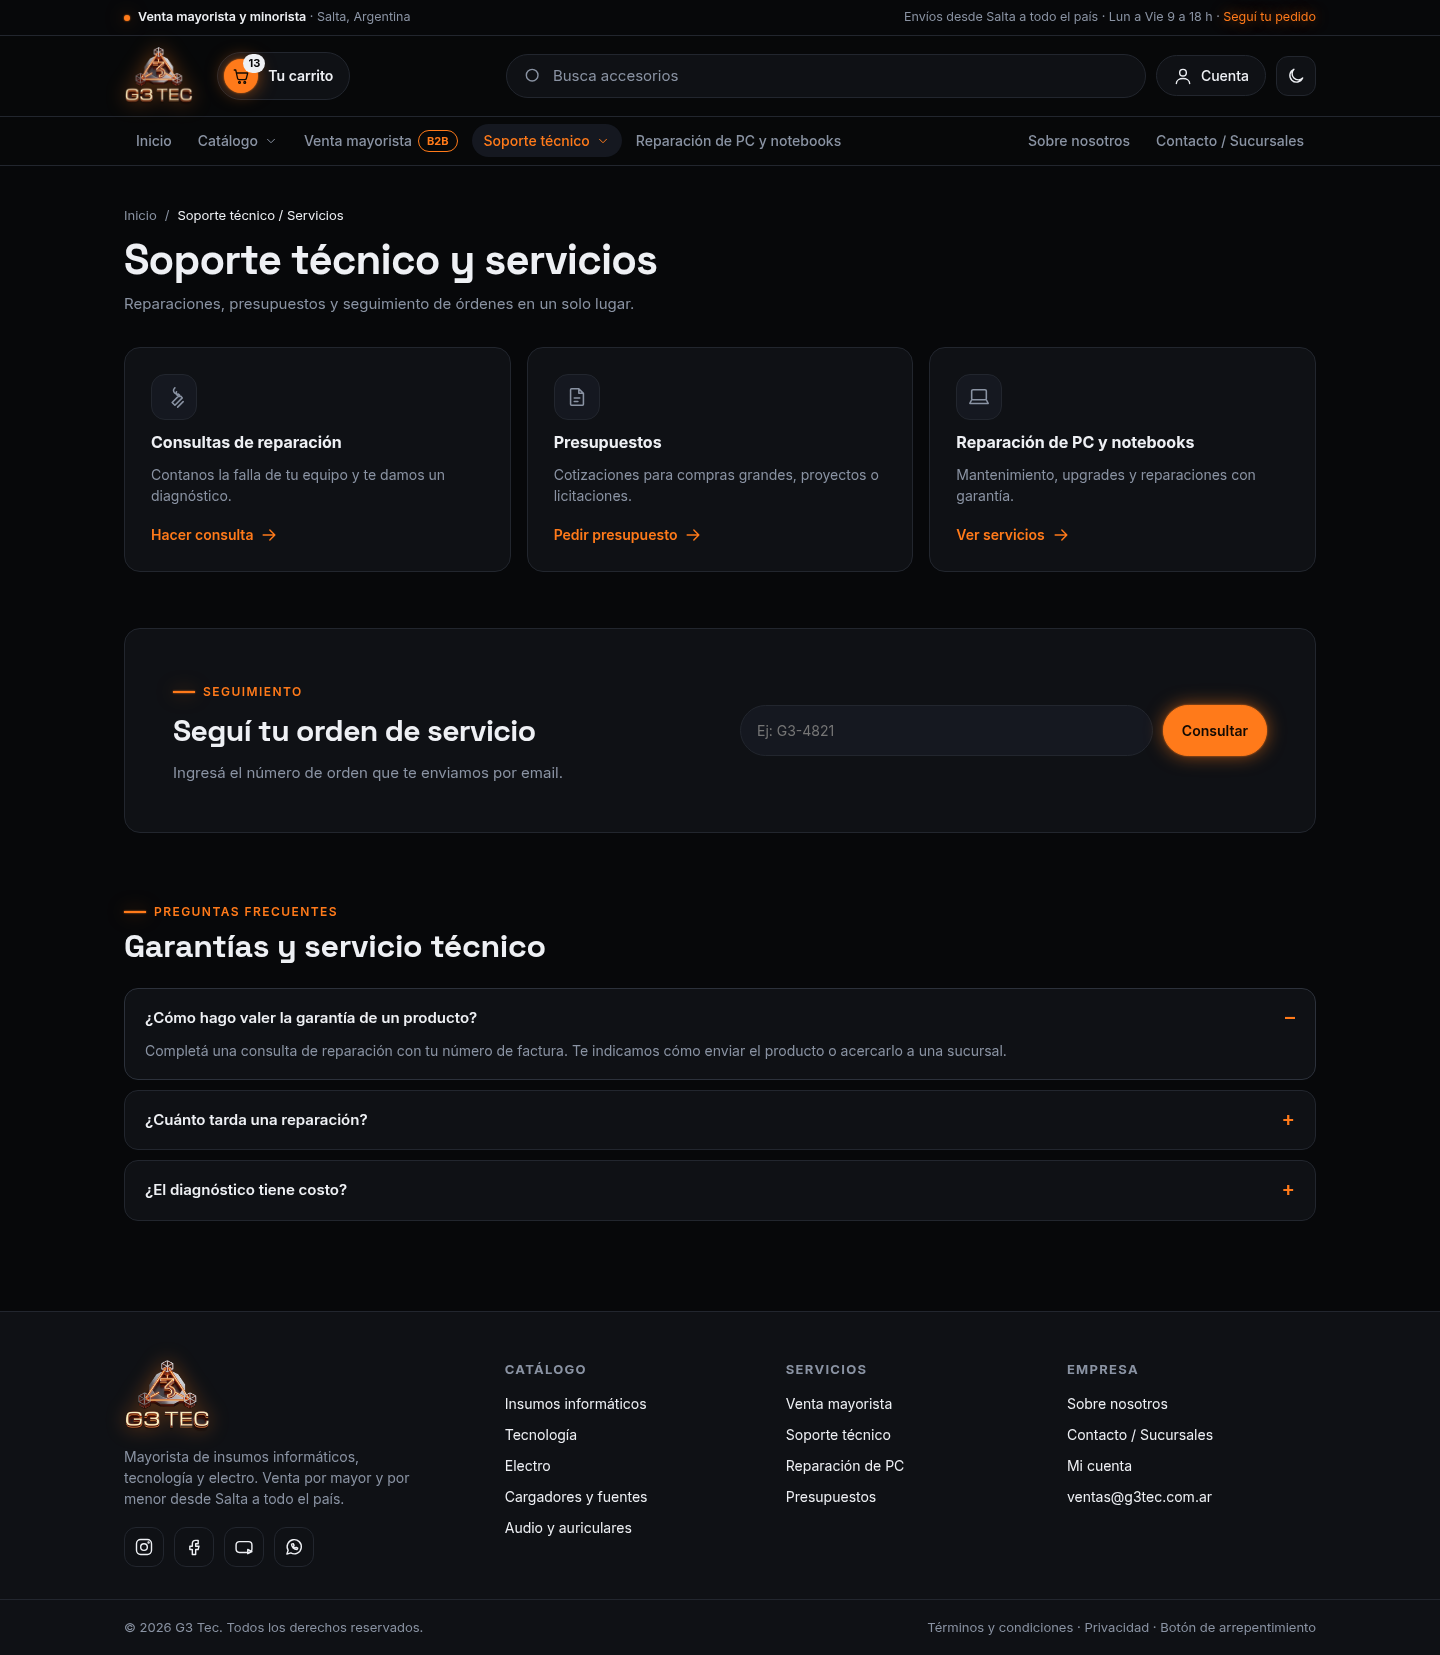 Venta mayorista y minorista · Salta, Argentina
Envíos desde Salta a todo el país · Lun a Vie 9 a 18 h · Seguí tu pedido
G3 TEC
13
Tu carrito
Busca accesorios
Cuenta
Inicio
Catálogo
Venta mayorista B2B
Soporte técnico
Reparación de PC y notebooks
Sobre nosotros
Contacto / Sucursales
Inicio / Soporte técnico / Servicios
Soporte técnico y servicios
Reparaciones, presupuestos y seguimiento de órdenes en un solo lugar.
Consultas de reparación
Contanos la falla de tu equipo y te damos un
diagnóstico.
Hacer consulta
Presupuestos
Cotizaciones para compras grandes, proyectos o
licitaciones.
Pedir presupuesto
Reparación de PC y notebooks
Mantenimiento, upgrades y reparaciones con
garantía.
Ver servicios
SEGUIMIENTO
Seguí tu orden de servicio
Ingresá el número de orden que te enviamos por email.
Ej: G3-4821
Consultar
PREGUNTAS FRECUENTES
Garantías y servicio técnico
¿Cómo hago valer la garantía de un producto?
Completá una consulta de reparación con tu número de factura. Te indicamos cómo enviar el producto o acercarlo a una sucursal.
¿Cuánto tarda una reparación?
¿El diagnóstico tiene costo?
3
G3 TEC
Mayorista de insumos informáticos,
tecnología y electro. Venta por mayor y por
menor desde Salta a todo el país.
CATÁLOGO
Insumos informáticos
Tecnología
Electro
Cargadores y fuentes
Audio y auriculares
SERVICIOS
Venta mayorista
Soporte técnico
Reparación de PC
Presupuestos
EMPRESA
Sobre nosotros
Contacto / Sucursales
Mi cuenta
ventas@g3tec.com.ar
© 2026 G3 Tec. Todos los derechos reservados.
Términos y condiciones · Privacidad · Botón de arrepentimiento